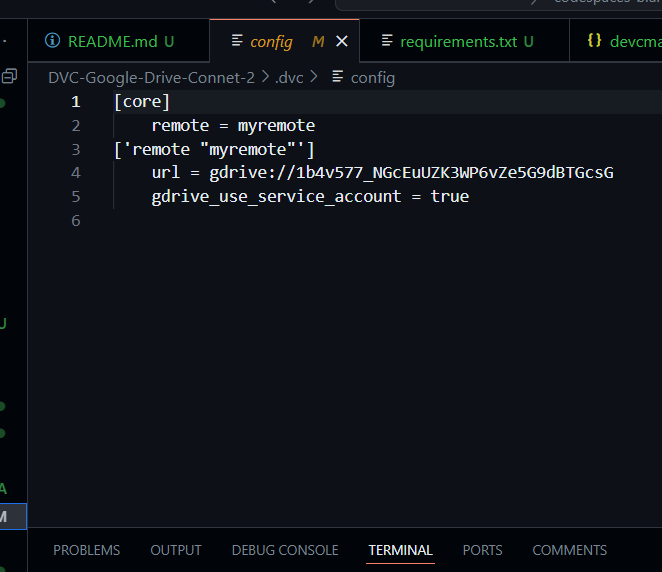 README.md U
config M
requirements.txt U
DVC-Google-Drive-Connet-2 > .dvc > config
1 [core]
2 remote = myremote
3 ['remote "myremote"']
4 url = gdrive://1b4v577_NGcEuUZK3WP6vZe5G9dBTGcsG
5 gdrive_use_service_account = true
6
U
A
M
PROBLEMS OUTPUT DEBUG CONSOLE TERMINAL PORTS COMMENTS